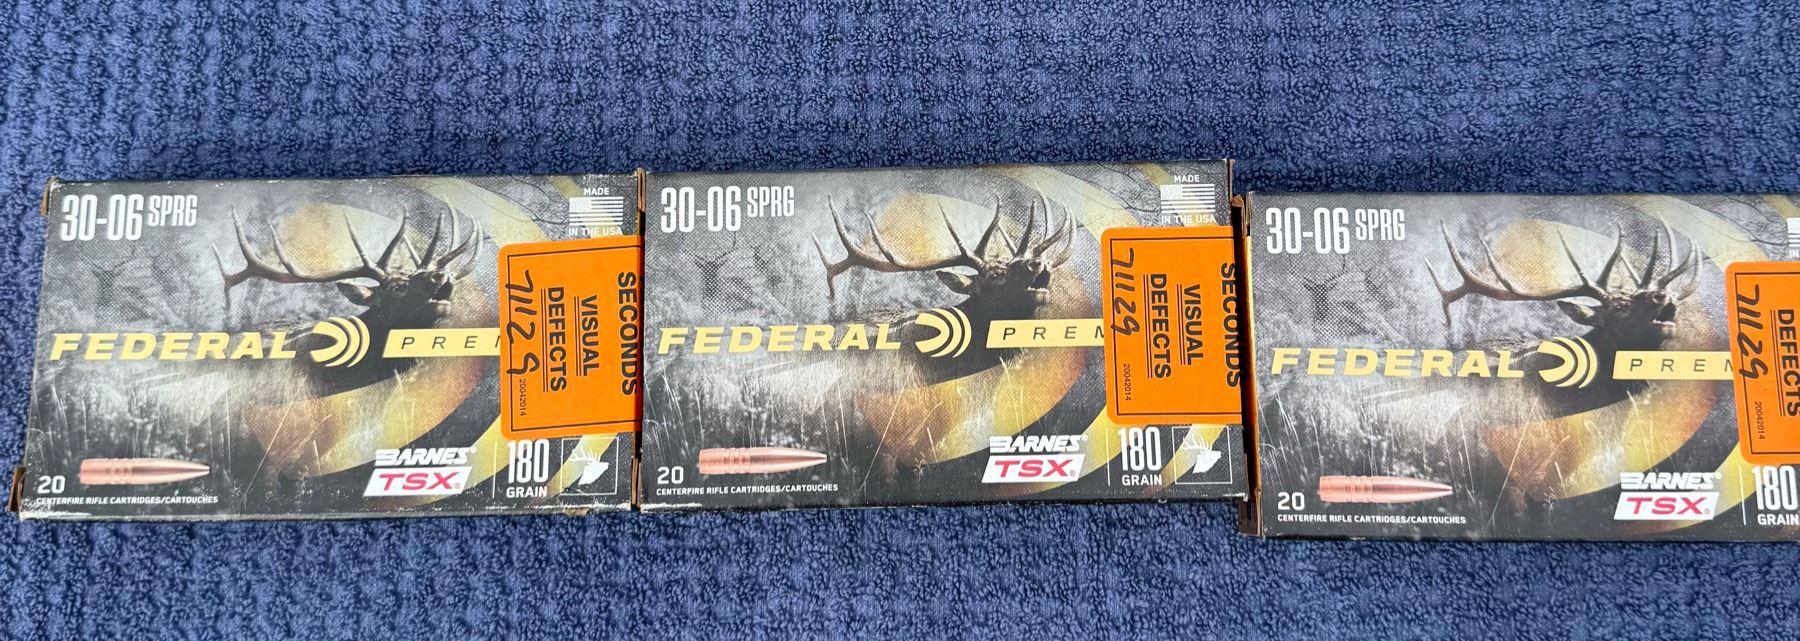 30-06 SPRG
MADE
IN THE USA
SECONDS
VISUAL
DEFECTS
71129
20042014
FEDERAL PREM
20
CENTERFIRE RIFLE CARTRIDGES/CARTOUCHES
BARNES®
TSX®
180
GRAIN
30-06 SPRG
MADE
IN THE USA
SECONDS
VISUAL
DEFECTS
71129
20042014
FEDERAL PREM
20
CENTERFIRE RIFLE CARTRIDGES/CARTOUCHES
BARNES®
TSX®
180
GRAIN
30-06 SPRG
DEFECTS
71129
20042014
FEDERAL PREM
20
CENTERFIRE RIFLE CARTRIDGES/CARTOUCHES
BARNES®
TSX®
180
GRAIN